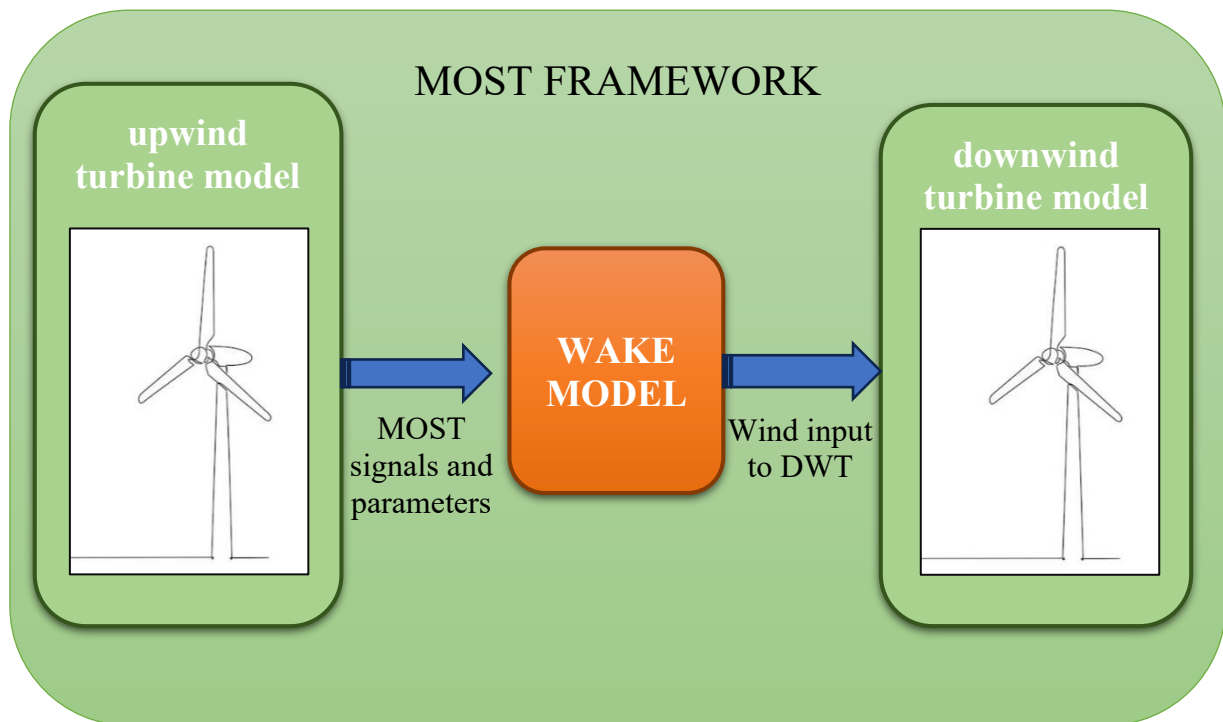 MOST FRAMEWORK
upwind
turbine model
downwind
turbine model
WAKE
MODEL
MOST
signals and
parameters
Wind input
to DWT